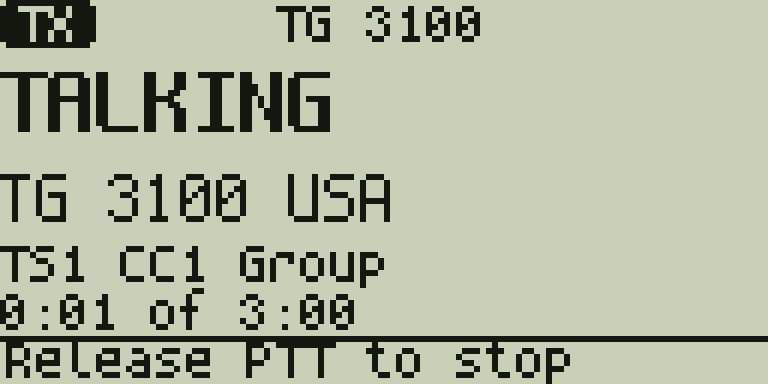 TX TG 3100
TALKING
TG 3100 USA
TS1 CC1 Group
0:01 of 3:00
Release PTT to stop